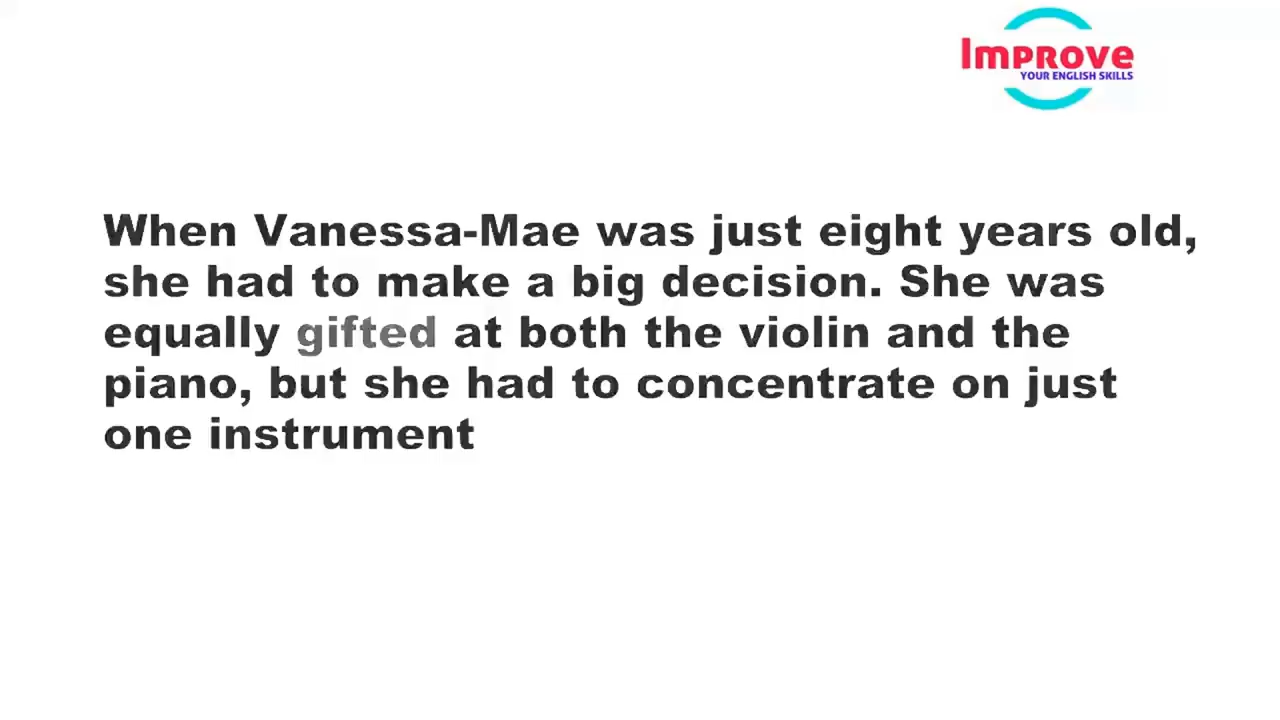 Improve
YOUR ENGLISH SKILLS
When Vanessa-Mae was just eight years old,
she had to make a big decision. She was
equally gifted at both the violin and the
piano, but she had to concentrate on just
one instrument